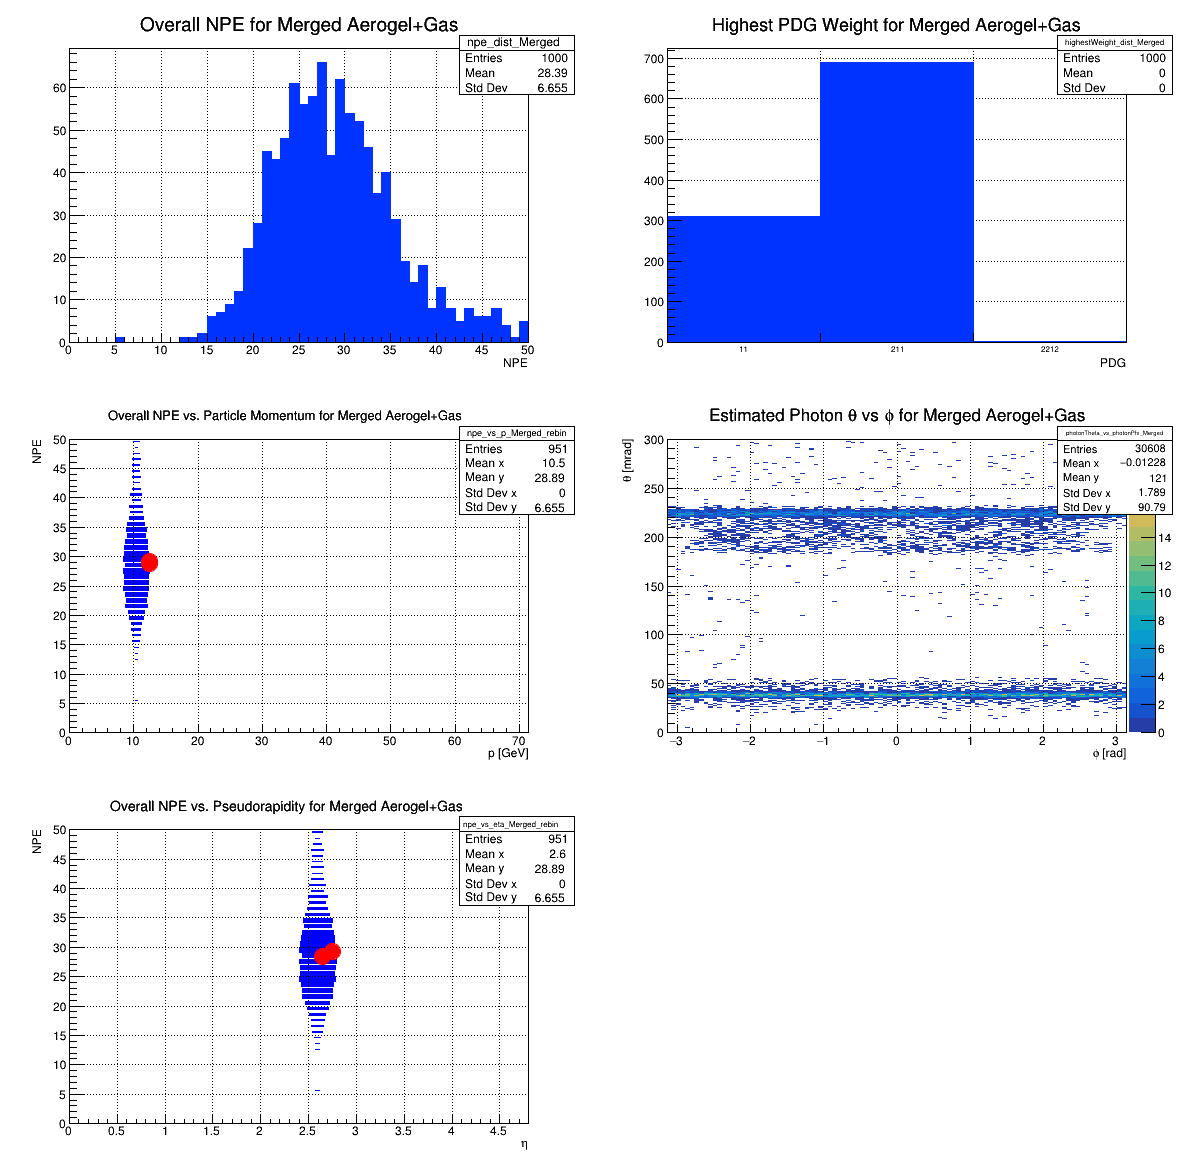 Overall NPE for Merged Aerogel+Gas
npe_dist_Merged
Entries 1000
Mean 28.39
Std Dev 6.655
60
50
40
30
20
10
0
0 5 10 15 20 25 30 35 40 45 50
NPE
Highest PDG Weight for Merged Aerogel+Gas
highestWeight_dist_Merged
Entries 1000
Mean 0
Std Dev 0
700
600
500
400
300
200
100
0
11 211 2212
PDG
Overall NPE vs. Particle Momentum for Merged Aerogel+Gas
npe_vs_p_Merged_rebin
Entries 951
Mean x 10.5
Mean y 28.89
Std Dev x 0
Std Dev y 6.655
NPE
50
45
40
35
30
25
20
15
10
5
0
0 10 20 30 40 50 60 70
p [GeV]
Estimated Photon θ vs ϕ for Merged Aerogel+Gas
photonTheta_vs_photonPhi_Merged
Entries 30608
Mean x −0.01228
Mean y 121
Std Dev x 1.789
Std Dev y 90.79
θ [mrad]
300
250
200
150
100
50
0
−3 −2 −1 0 1 2 3
ϕ [rad]
14
12
10
8
6
4
2
0
Overall NPE vs. Pseudorapidity for Merged Aerogel+Gas
npe_vs_eta_Merged_rebin
Entries 951
Mean x 2.6
Mean y 28.89
Std Dev x 0
Std Dev y 6.655
NPE
50
45
40
35
30
25
20
15
10
5
0
0 0.5 1 1.5 2 2.5 3 3.5 4 4.5
η